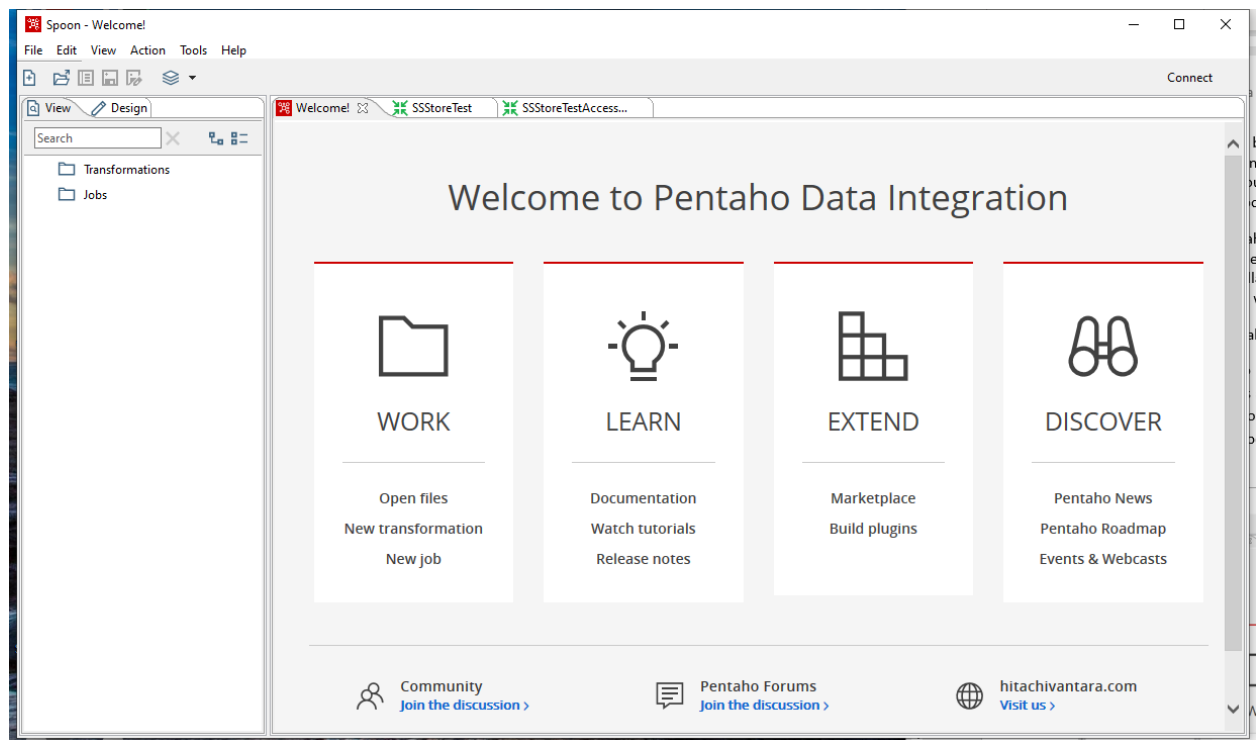 Spoon - Welcome!
File Edit View Action Tools Help
Connect
View Design
Welcome! SSStoreTest SSStoreTestAccess...
Search
Transformations
Jobs
Welcome to Pentaho Data Integration
WORK
Open files
New transformation
New job
LEARN
Documentation
Watch tutorials
Release notes
EXTEND
Marketplace
Build plugins
DISCOVER
Pentaho News
Pentaho Roadmap
Events & Webcasts
Community
Join the discussion >
Pentaho Forums
Join the discussion >
hitachivantara.com
Visit us >